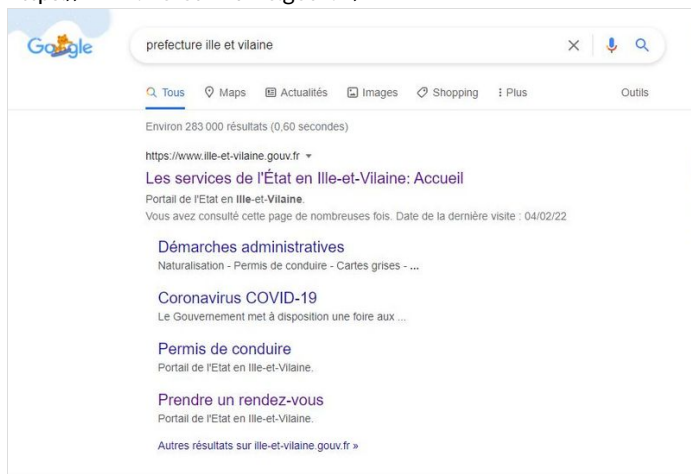 Google
prefecture ille et vilaine
Tous Maps Actualités Images Shopping Plus Outils
Environ 283 000 résultats (0,60 secondes)
https://www.ille-et-vilaine.gouv.fr
Les services de l'État en Ille-et-Vilaine: Accueil
Portail de l'Etat en Ille-et-Vilaine.
Vous avez consulté cette page de nombreuses fois. Date de la dernière visite : 04/02/22
Démarches administratives
Naturalisation - Permis de conduire - Cartes grises - ...
Coronavirus COVID-19
Le Gouvernement met à disposition une foire aux ...
Permis de conduire
Portail de l'Etat en Ille-et-Vilaine.
Prendre un rendez-vous
Portail de l'Etat en Ille-et-Vilaine.
Autres résultats sur ille-et-vilaine.gouv.fr »